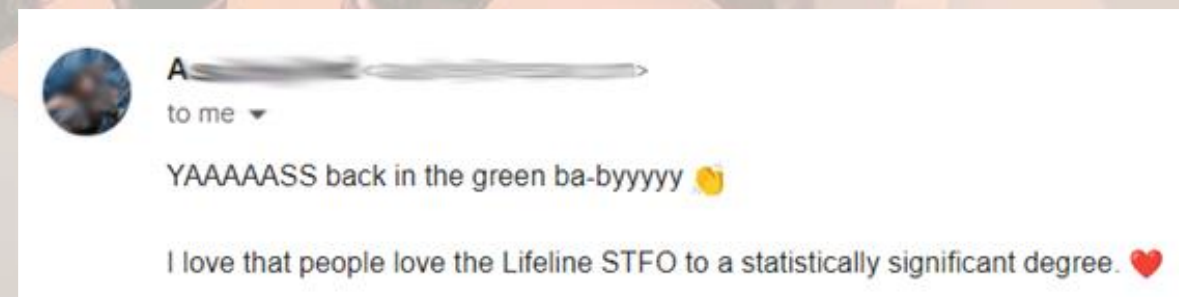 A
to me
YAAAAASS back in the green ba-byyyyy 👏
I love that people love the Lifeline STFO to a statistically significant degree. ❤️